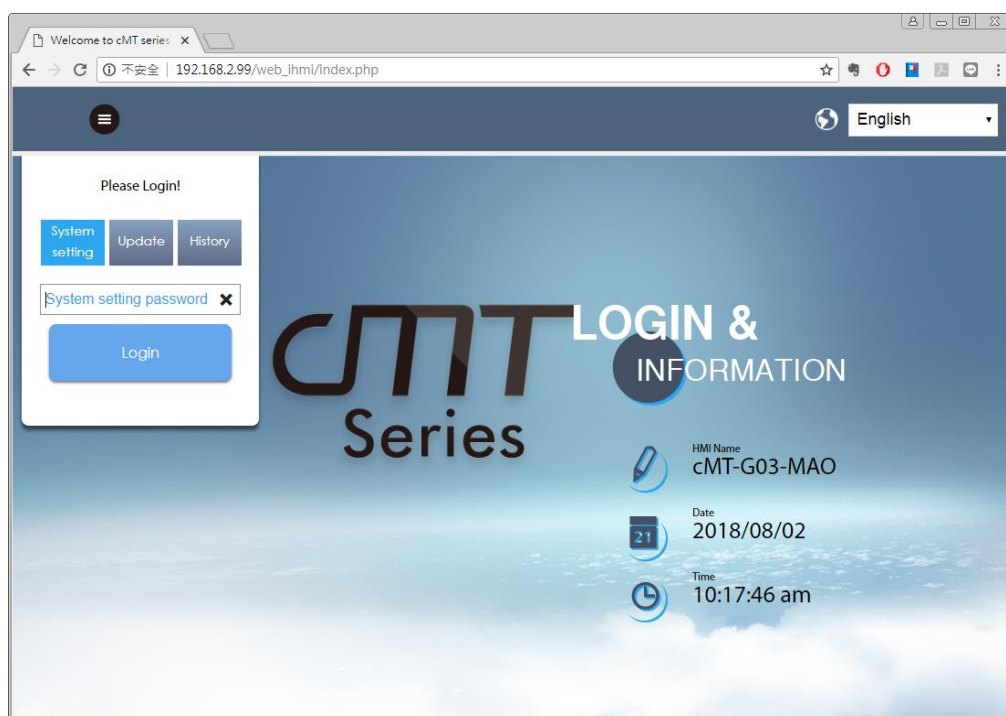 Welcome to cMT series
不安全 | 192.168.2.99/web_ihmi/index.php
English
Please Login!
System setting
Update
History
System setting password
Login
cMT
Series
LOGIN &
INFORMATION
HMI Name
cMT-G03-MAO
21
Date
2018/08/02
Time
10:17:46 am